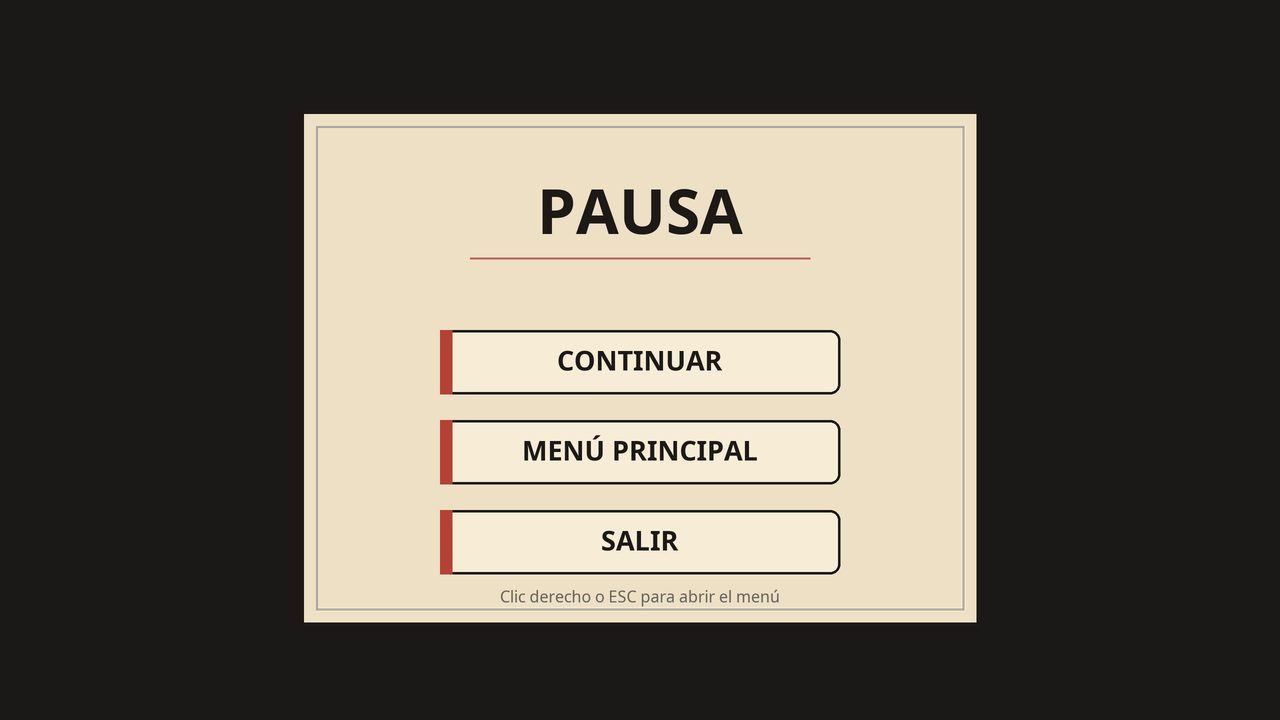 PAUSA
CONTINUAR
MENÚ PRINCIPAL
SALIR
Clic derecho o ESC para abrir el menú